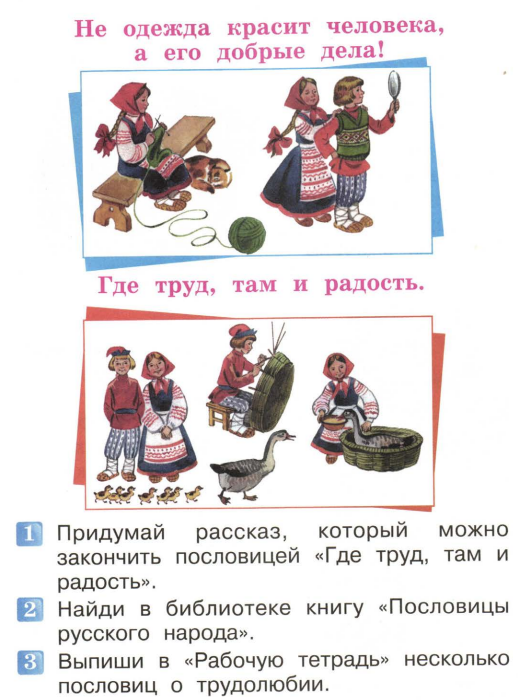 Не одежда красит человека,
а его добрые дела!
Где труд, там и радость.
1 Придумай рассказ, который можно
закончить пословицей «Где труд, там и
радость».
2 Найди в библиотеке книгу «Пословицы
русского народа».
3 Выпиши в «Рабочую тетрадь» несколько
пословиц о трудолюбии.